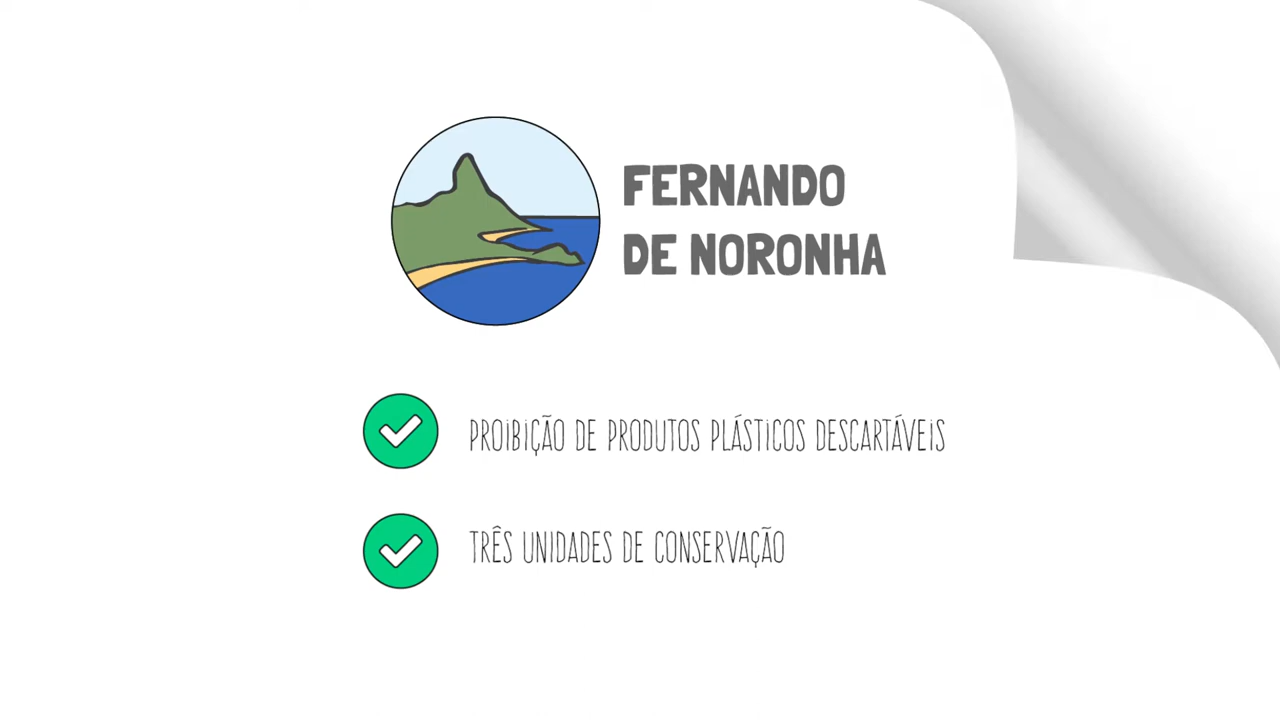 FERNANDO
DE NORONHA
PROIBIÇÃO DE PRODUTOS PLÁSTICOS DESCARTÁVEIS
TRÊS UNIDADES DE CONSERVAÇÃO